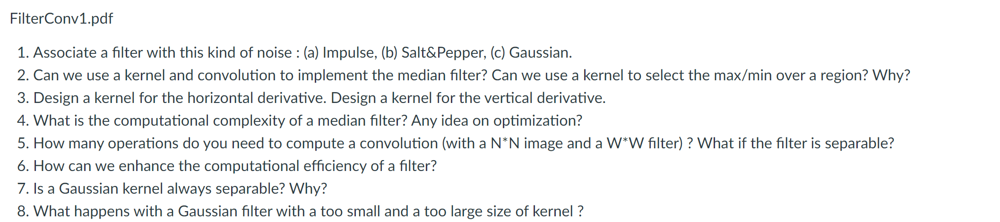 FilterConv1.pdf
1. Associate a filter with this kind of noise : (a) Impulse, (b) Salt&Pepper, (c) Gaussian.
2. Can we use a kernel and convolution to implement the median filter? Can we use a kernel to select the max/min over a region? Why?
3. Design a kernel for the horizontal derivative. Design a kernel for the vertical derivative.
4. What is the computational complexity of a median filter? Any idea on optimization?
5. How many operations do you need to compute a convolution (with a N*N image and a W*W filter) ? What if the filter is separable?
6. How can we enhance the computational efficiency of a filter?
7. Is a Gaussian kernel always separable? Why?
8. What happens with a Gaussian filter with a too small and a too large size of kernel ?